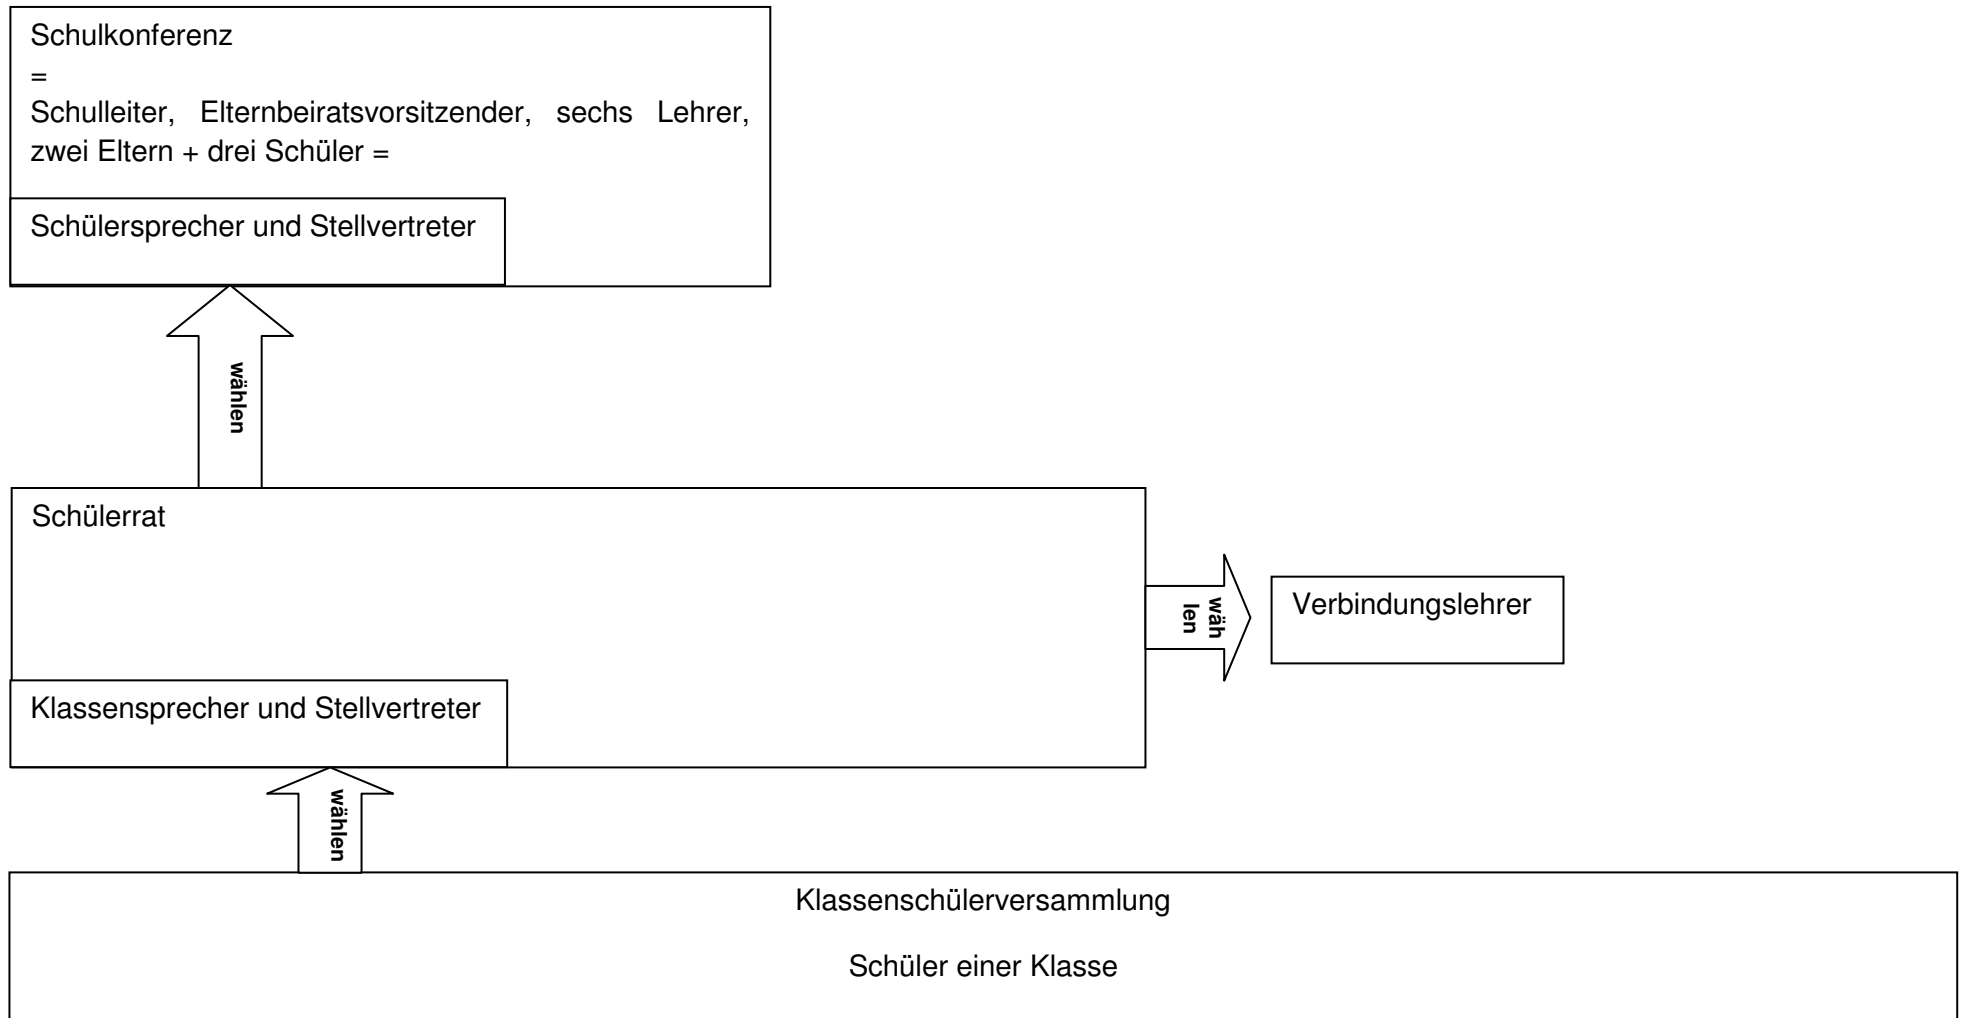 Schulkonferenz
=
Schulleiter, Elternbeiratsvorsitzender, sechs Lehrer,
zwei Eltern + drei Schüler =
Schülersprecher und Stellvertreter
wählen
Schülerrat
wäh
len
Verbindungslehrer
Klassensprecher und Stellvertreter
wählen
Klassenschülerversammlung
Schüler einer Klasse